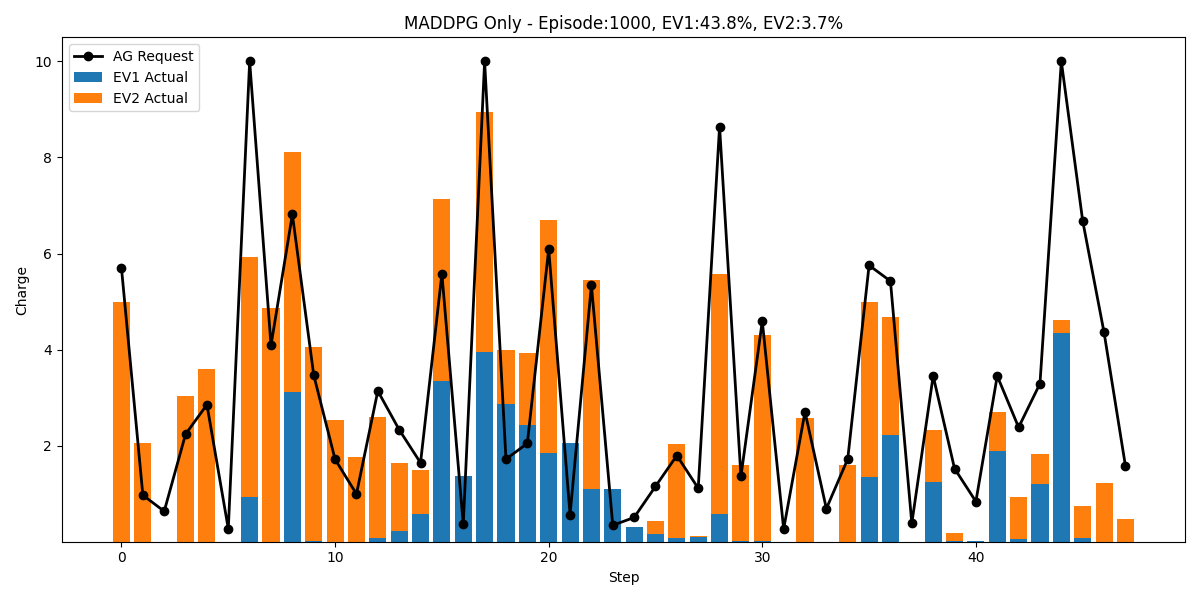 MADDPG Only - Episode:1000, EV1:43.8%, EV2:3.7%
AG Request
EV1 Actual
EV2 Actual
10
8
6
4
2
Charge
0 10 20 30 40
Step